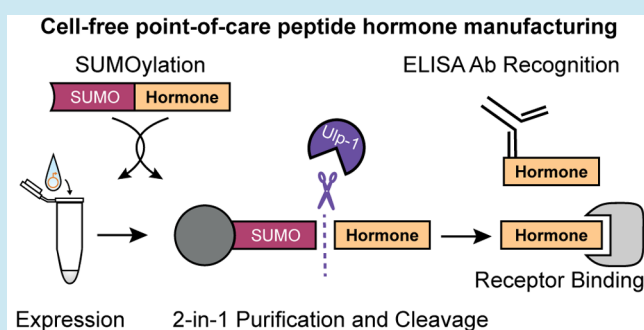 Cell-free point-of-care peptide hormone manufacturing
SUMOylation
ELISA Ab Recognition
SUMO Hormone
Ulp-1
Hormone
SUMO Hormone
Hormone
Receptor Binding
Expression
2-in-1 Purification and Cleavage